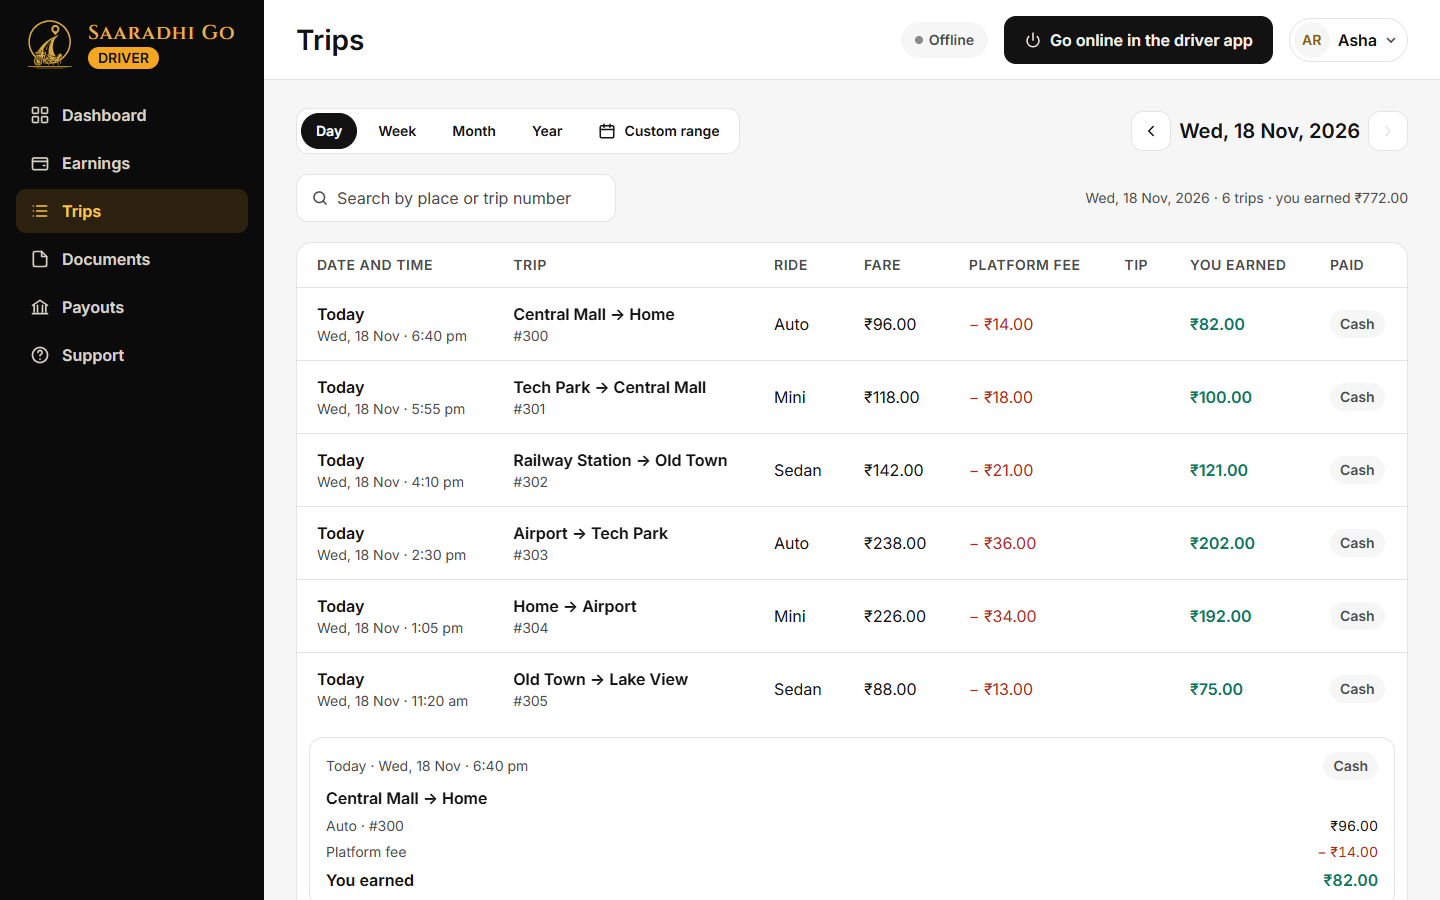 SAARADHI GO
DRIVER
Dashboard
Earnings
Trips
Documents
Payouts
Support
Trips
Offline
Go online in the driver app
AR
Asha
Day
Week
Month
Year
Custom range
Wed, 18 Nov, 2026
Search by place or trip number
Wed, 18 Nov, 2026 · 6 trips · you earned ₹772.00
DATE AND TIME TRIP RIDE FARE PLATFORM FEE TIP YOU EARNED PAID
Today
Wed, 18 Nov · 6:40 pm
Central Mall → Home
#300
Auto ₹96.00 − ₹14.00 ₹82.00 Cash
Today
Wed, 18 Nov · 5:55 pm
Tech Park → Central Mall
#301
Mini ₹118.00 − ₹18.00 ₹100.00 Cash
Today
Wed, 18 Nov · 4:10 pm
Railway Station → Old Town
#302
Sedan ₹142.00 − ₹21.00 ₹121.00 Cash
Today
Wed, 18 Nov · 2:30 pm
Airport → Tech Park
#303
Auto ₹238.00 − ₹36.00 ₹202.00 Cash
Today
Wed, 18 Nov · 1:05 pm
Home → Airport
#304
Mini ₹226.00 − ₹34.00 ₹192.00 Cash
Today
Wed, 18 Nov · 11:20 am
Old Town → Lake View
#305
Sedan ₹88.00 − ₹13.00 ₹75.00 Cash
Today · Wed, 18 Nov · 6:40 pm Cash
Central Mall → Home
Auto · #300 ₹96.00
Platform fee − ₹14.00
You earned ₹82.00